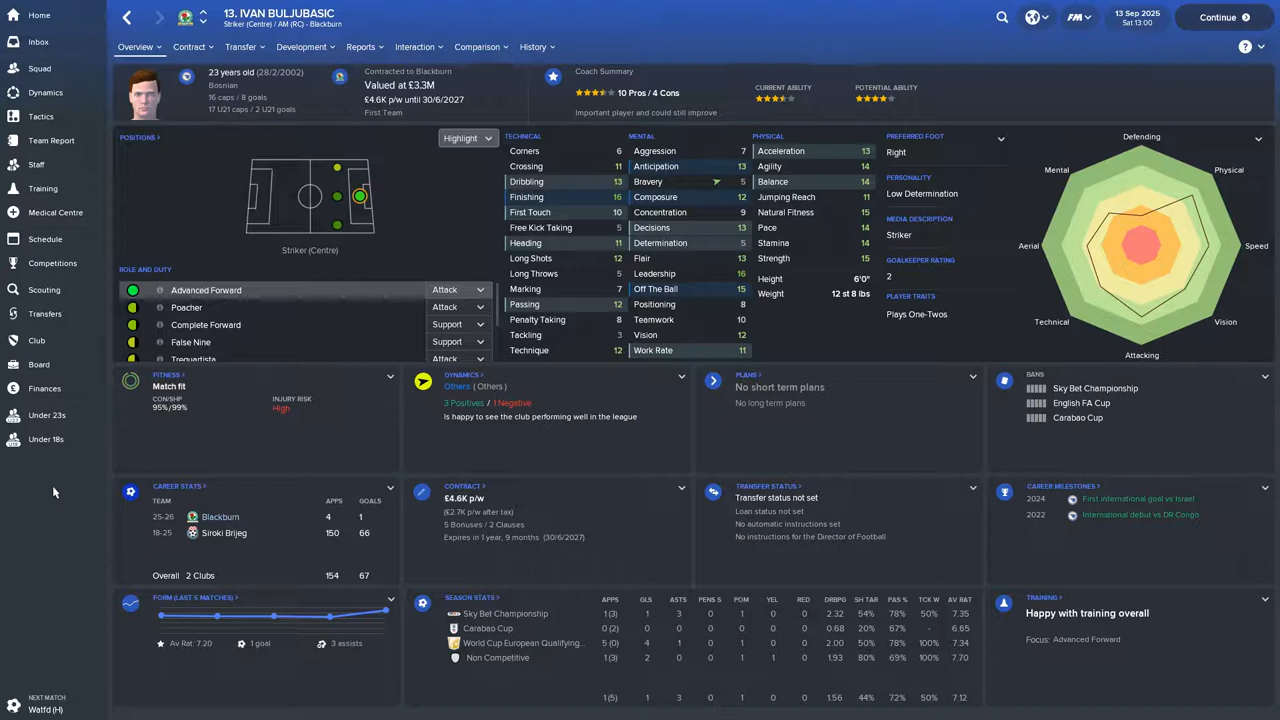 Home
Inbox
Squad
Dynamics
Tactics
Team Report
Staff
Training
Medical Centre
Schedule
Competitions
Scouting
Transfers
Club
Board
Finances
Under 23s
Under 18s
NEXT MATCH
Watfd (H)
13. IVAN BULJUBASIC
Striker (Centre) / AM (RC) - Blackburn
FM
13 Sep 2025
Sat 13:00
Continue
Overview Contract Transfer Development Reports Interaction Comparison History
?
23 years old (28/2/2002)
Bosnian
16 caps / 8 goals
17 U21 caps / 2 U21 goals
Contracted to Blackburn
Valued at £3.3M
£4.6K p/w until 30/6/2027
First Team
Coach Summary
10 Pros / 4 Cons
Important player and could still improve
CURRENT ABILITY
POTENTIAL ABILITY
POSITIONS >
Highlight
Striker (Centre)
ROLE AND DUTY
Advanced Forward Attack
Poacher Attack
Complete Forward Support
False Nine Support
Trequartista Attack
TECHNICAL
Corners 6
Crossing 11
Dribbling 13
Finishing 16
First Touch 10
Free Kick Taking 5
Heading 11
Long Shots 12
Long Throws 5
Marking 7
Passing 12
Penalty Taking 8
Tackling 3
Technique 12
MENTAL
Aggression 7
Anticipation 13
Bravery 5
Composure 12
Concentration 9
Decisions 13
Determination 5
Flair 13
Leadership 16
Off The Ball 15
Positioning 8
Teamwork 10
Vision 12
Work Rate 11
PHYSICAL
Acceleration 13
Agility 14
Balance 14
Jumping Reach 11
Natural Fitness 15
Pace 14
Stamina 14
Strength 15
Height 6'0"
Weight 12 st 8 lbs
PREFERRED FOOT
Right
PERSONALITY
Low Determination
MEDIA DESCRIPTION
Striker
GOALKEEPER RATING
2
PLAYER TRAITS
Plays One-Twos
Defending
Physical
Speed
Vision
Attacking
Technical
Aerial
Mental
FITNESS >
Match fit
CON/SHP
95%/99%
INJURY RISK
High
DYNAMICS >
Others ( Others )
3 Positives / 1 Negative
Is happy to see the club performing well in the league
PLANS >
No short term plans
No long term plans
BANS
Sky Bet Championship
English FA Cup
Carabao Cup
CAREER STATS >
TEAM APPS GOALS
25-26 Blackburn 4 1
18-25 Siroki Brijeg 150 66
Overall 2 Clubs 154 67
CONTRACT >
£4.6K p/w
(£2.7K p/w after tax)
5 Bonuses / 2 Clauses
Expires in 1 year, 9 months (30/6/2027)
TRANSFER STATUS >
Transfer status not set
Loan status not set
No automatic instructions set
No instructions for the Director of Football
CAREER MILESTONES >
2024 First international goal vs Israel
2022 International debut vs DR Congo
FORM (LAST 5 MATCHES) >
Av Rat: 7.20 1 goal 3 assists
SEASON STATS > APPS GLS ASTS PENS S POM YEL RED DRBPG SH TAR PAS % TCK W AV RAT
Sky Bet Championship 1 (3) 1 3 0 1 0 0 2.32 54% 78% 50% 7.35
Carabao Cup 0 (2) 0 0 0 0 0 0 0.68 20% 67% - 6.65
World Cup European Qualifying... 5 (0) 4 1 0 1 0 0 2.00 50% 78% 100% 7.34
Non Competitive 1 (3) 2 0 0 1 1 0 1.93 80% 69% 100% 7.70
1 (5) 1 3 0 1 0 0 1.56 44% 72% 50% 7.12
TRAINING >
Happy with training overall
Focus: Advanced Forward